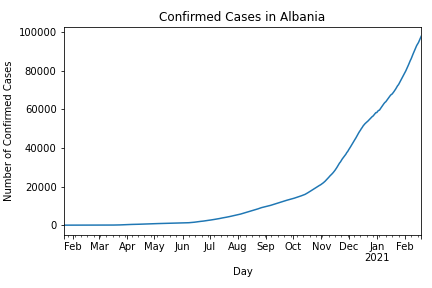 Confirmed Cases in Albania
Number of Confirmed Cases
100000
80000
60000
40000
20000
0
Feb Mar Apr May Jun Jul Aug Sep Oct Nov Dec Jan Feb
2021
Day